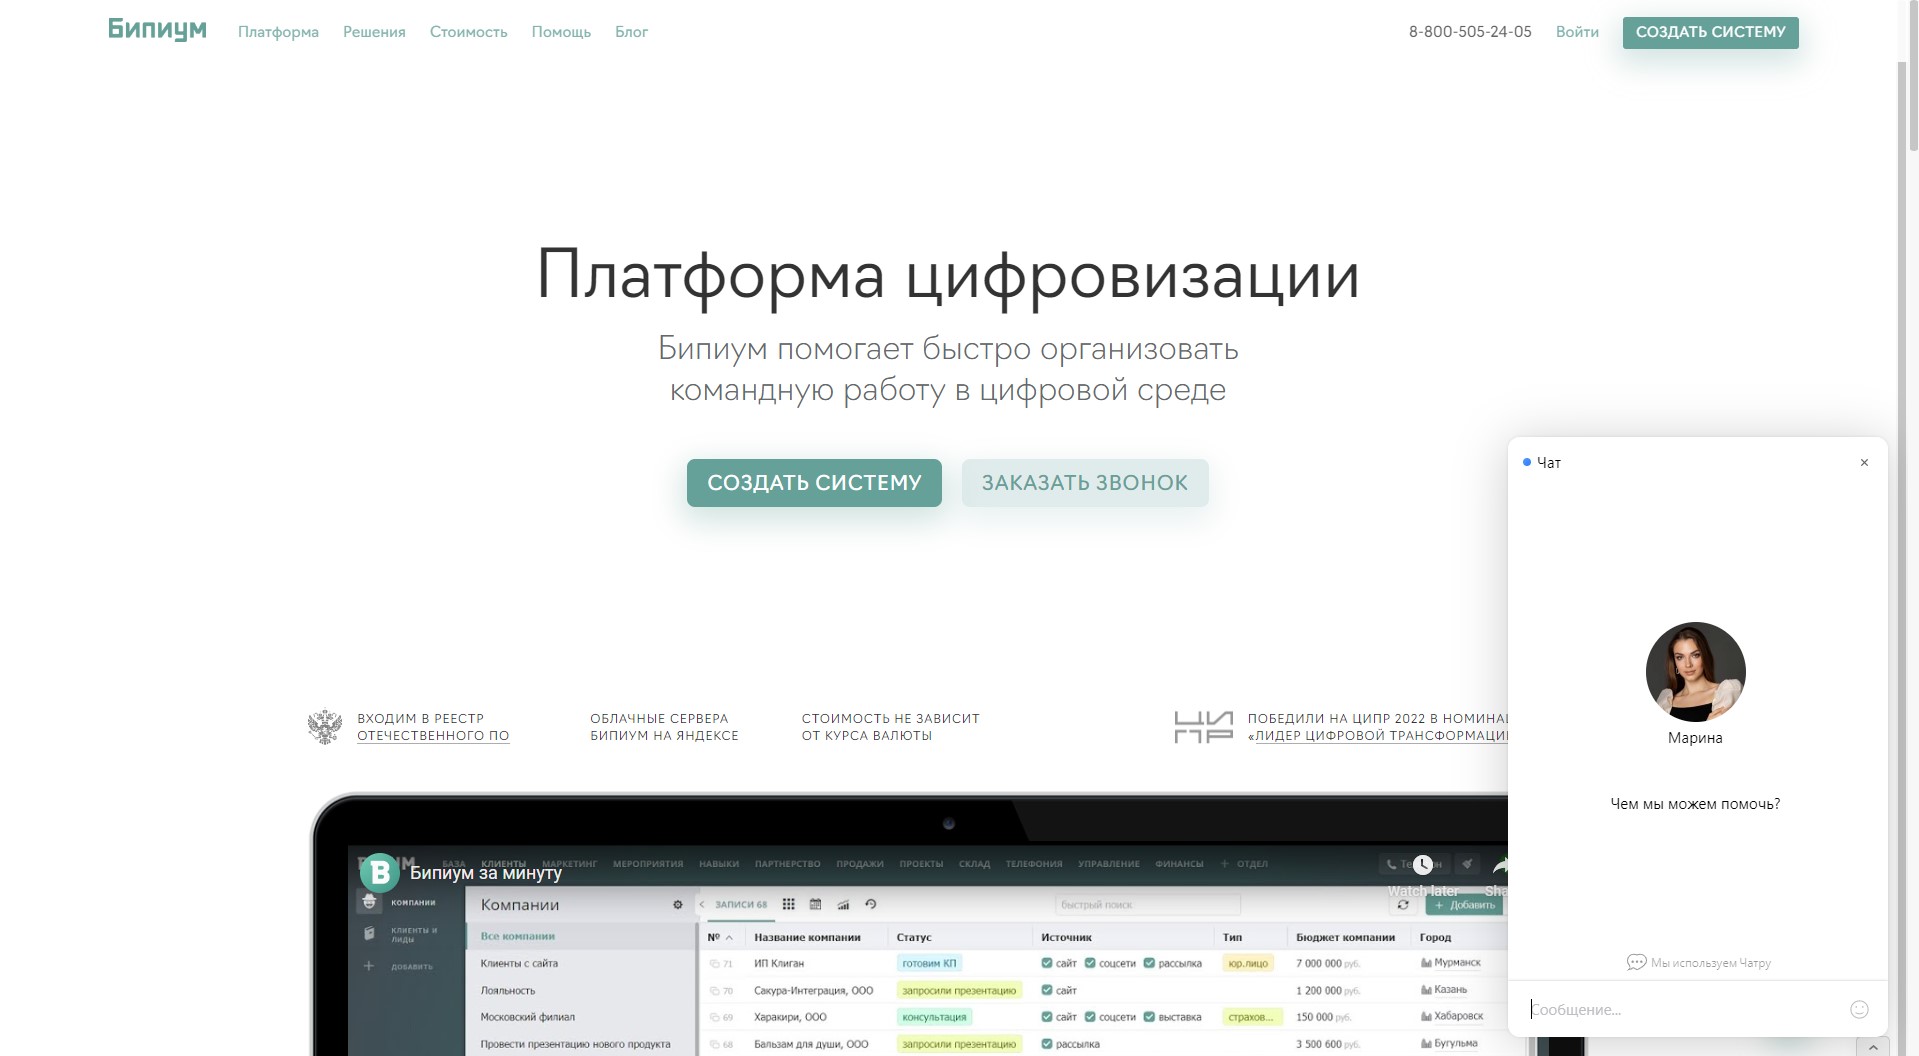 Бипиум
Платформа
Решения
Стоимость
Помощь
Блог
8-800-505-24-05
Войти
СОЗДАТЬ СИСТЕМУ
Платформа цифровизации
Бипиум помогает быстро организовать
командную работу в цифровой среде
СОЗДАТЬ СИСТЕМУ
ЗАКАЗАТЬ ЗВОНОК
ВХОДИМ В РЕЕСТР
ОТЕЧЕСТВЕННОГО ПО
ОБЛАЧНЫЕ СЕРВЕРА
БИПИУМ НА ЯНДЕКСЕ
СТОИМОСТЬ НЕ ЗАВИСИТ
ОТ КУРСА ВАЛЮТЫ
ЦИПР
ПОБЕДИЛИ НА ЦИПР 2022 В
«ЛИДЕР ЦИФРОВОЙ
Бипиум за минуту
БАЗА КЛИЕНТЫ МАРКЕТИНГ МЕРОПРИЯТИЯ НАВЫКИ ПАРТНЕРСТВО ПРОДАЖИ ПРОЕКТЫ СКЛАД ТЕЛЕФОНИЯ УПРАВЛЕНИЕ ФИНАНСЫ + ОТДЕЛ
Watch later
КОМПАНИИ
КЛИЕНТЫ И
ЛИДЫ
ДОБАВИТЬ
Компании
Все компании
Клиенты с сайта
Лояльность
Московский филиал
Провести презентацию нового продукта
ЗАПИСИ 68
быстрый поиск
+ Добавить
№ Название компании Статус Источник Тип Бюджет компании Город
71 ИП Клиган готовим КП сайт соцсети рассылка юр.лицо 7 000 000 руб. Мурманск
70 Сакура-Интеграция, ООО запросили презентацию сайт 1 200 000 руб. Казань
69 Харакири, ООО консультация сайт соцсети выставка страхов... 150 000 руб. Хабаровск
68 Бальзам для души, ООО запросили презентацию рассылка 3 500 600 руб. Бугульма
Чат
Марина
Чем мы можем помочь?
Мы используем Чатру
Сообщение...